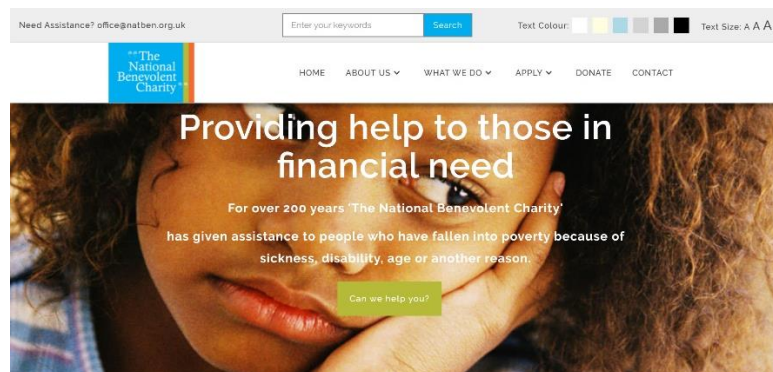 Need Assistance? office@natben.org.uk
Enter your keywords
Search
Text Colour:
Text Size: A A A
The
National
Benevolent
Charity
HOME ABOUT US WHAT WE DO APPLY DONATE CONTACT
Providing help to those in
financial need
For over 200 years 'The National Benevolent Charity'
has given assistance to people who have fallen into poverty because of
sickness, disability, age or another reason.
Can we help you?